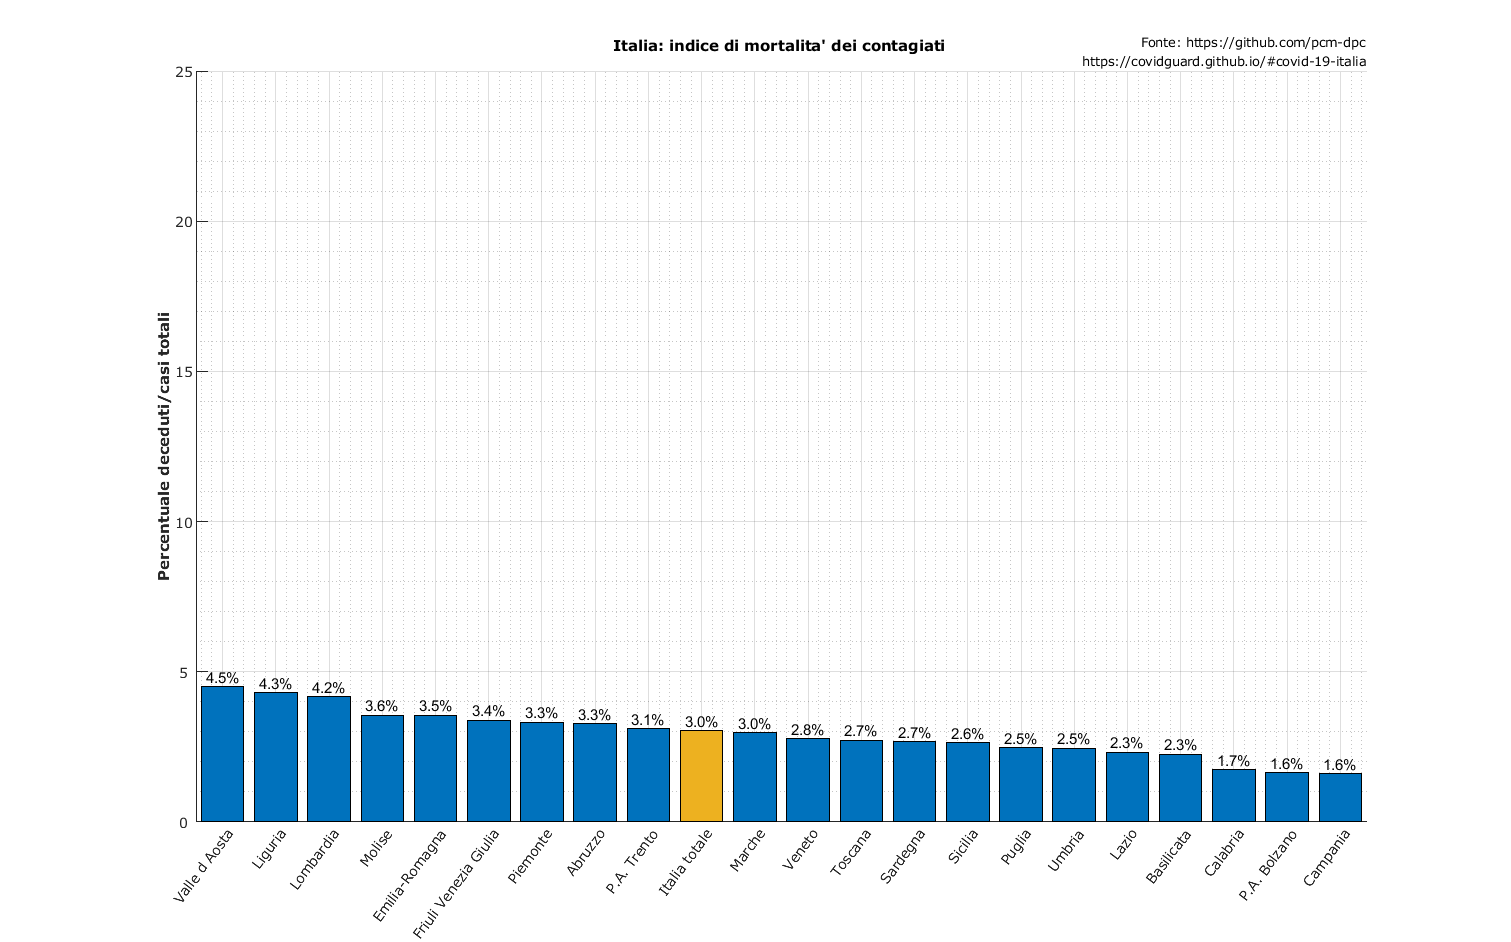 Italia: indice di mortalita' dei contagiati
Fonte: https://github.com/pcm-dpc
https://covidguard.github.io/#covid-19-italia
Percentuale deceduti/casi totali
25
20
15
10
5
0
4.5%
4.3%
4.2%
3.6%
3.5%
3.4%
3.3%
3.3%
3.1%
3.0%
3.0%
2.8%
2.7%
2.7%
2.6%
2.5%
2.5%
2.3%
2.3%
1.7%
1.6%
1.6%
Valle d Aosta
Liguria
Lombardia
Molise
Emilia-Romagna
Friuli Venezia Giulia
Piemonte
Abruzzo
P.A. Trento
Italia totale
Marche
Veneto
Toscana
Sardegna
Sicilia
Puglia
Umbria
Lazio
Basilicata
Calabria
P.A. Bolzano
Campania